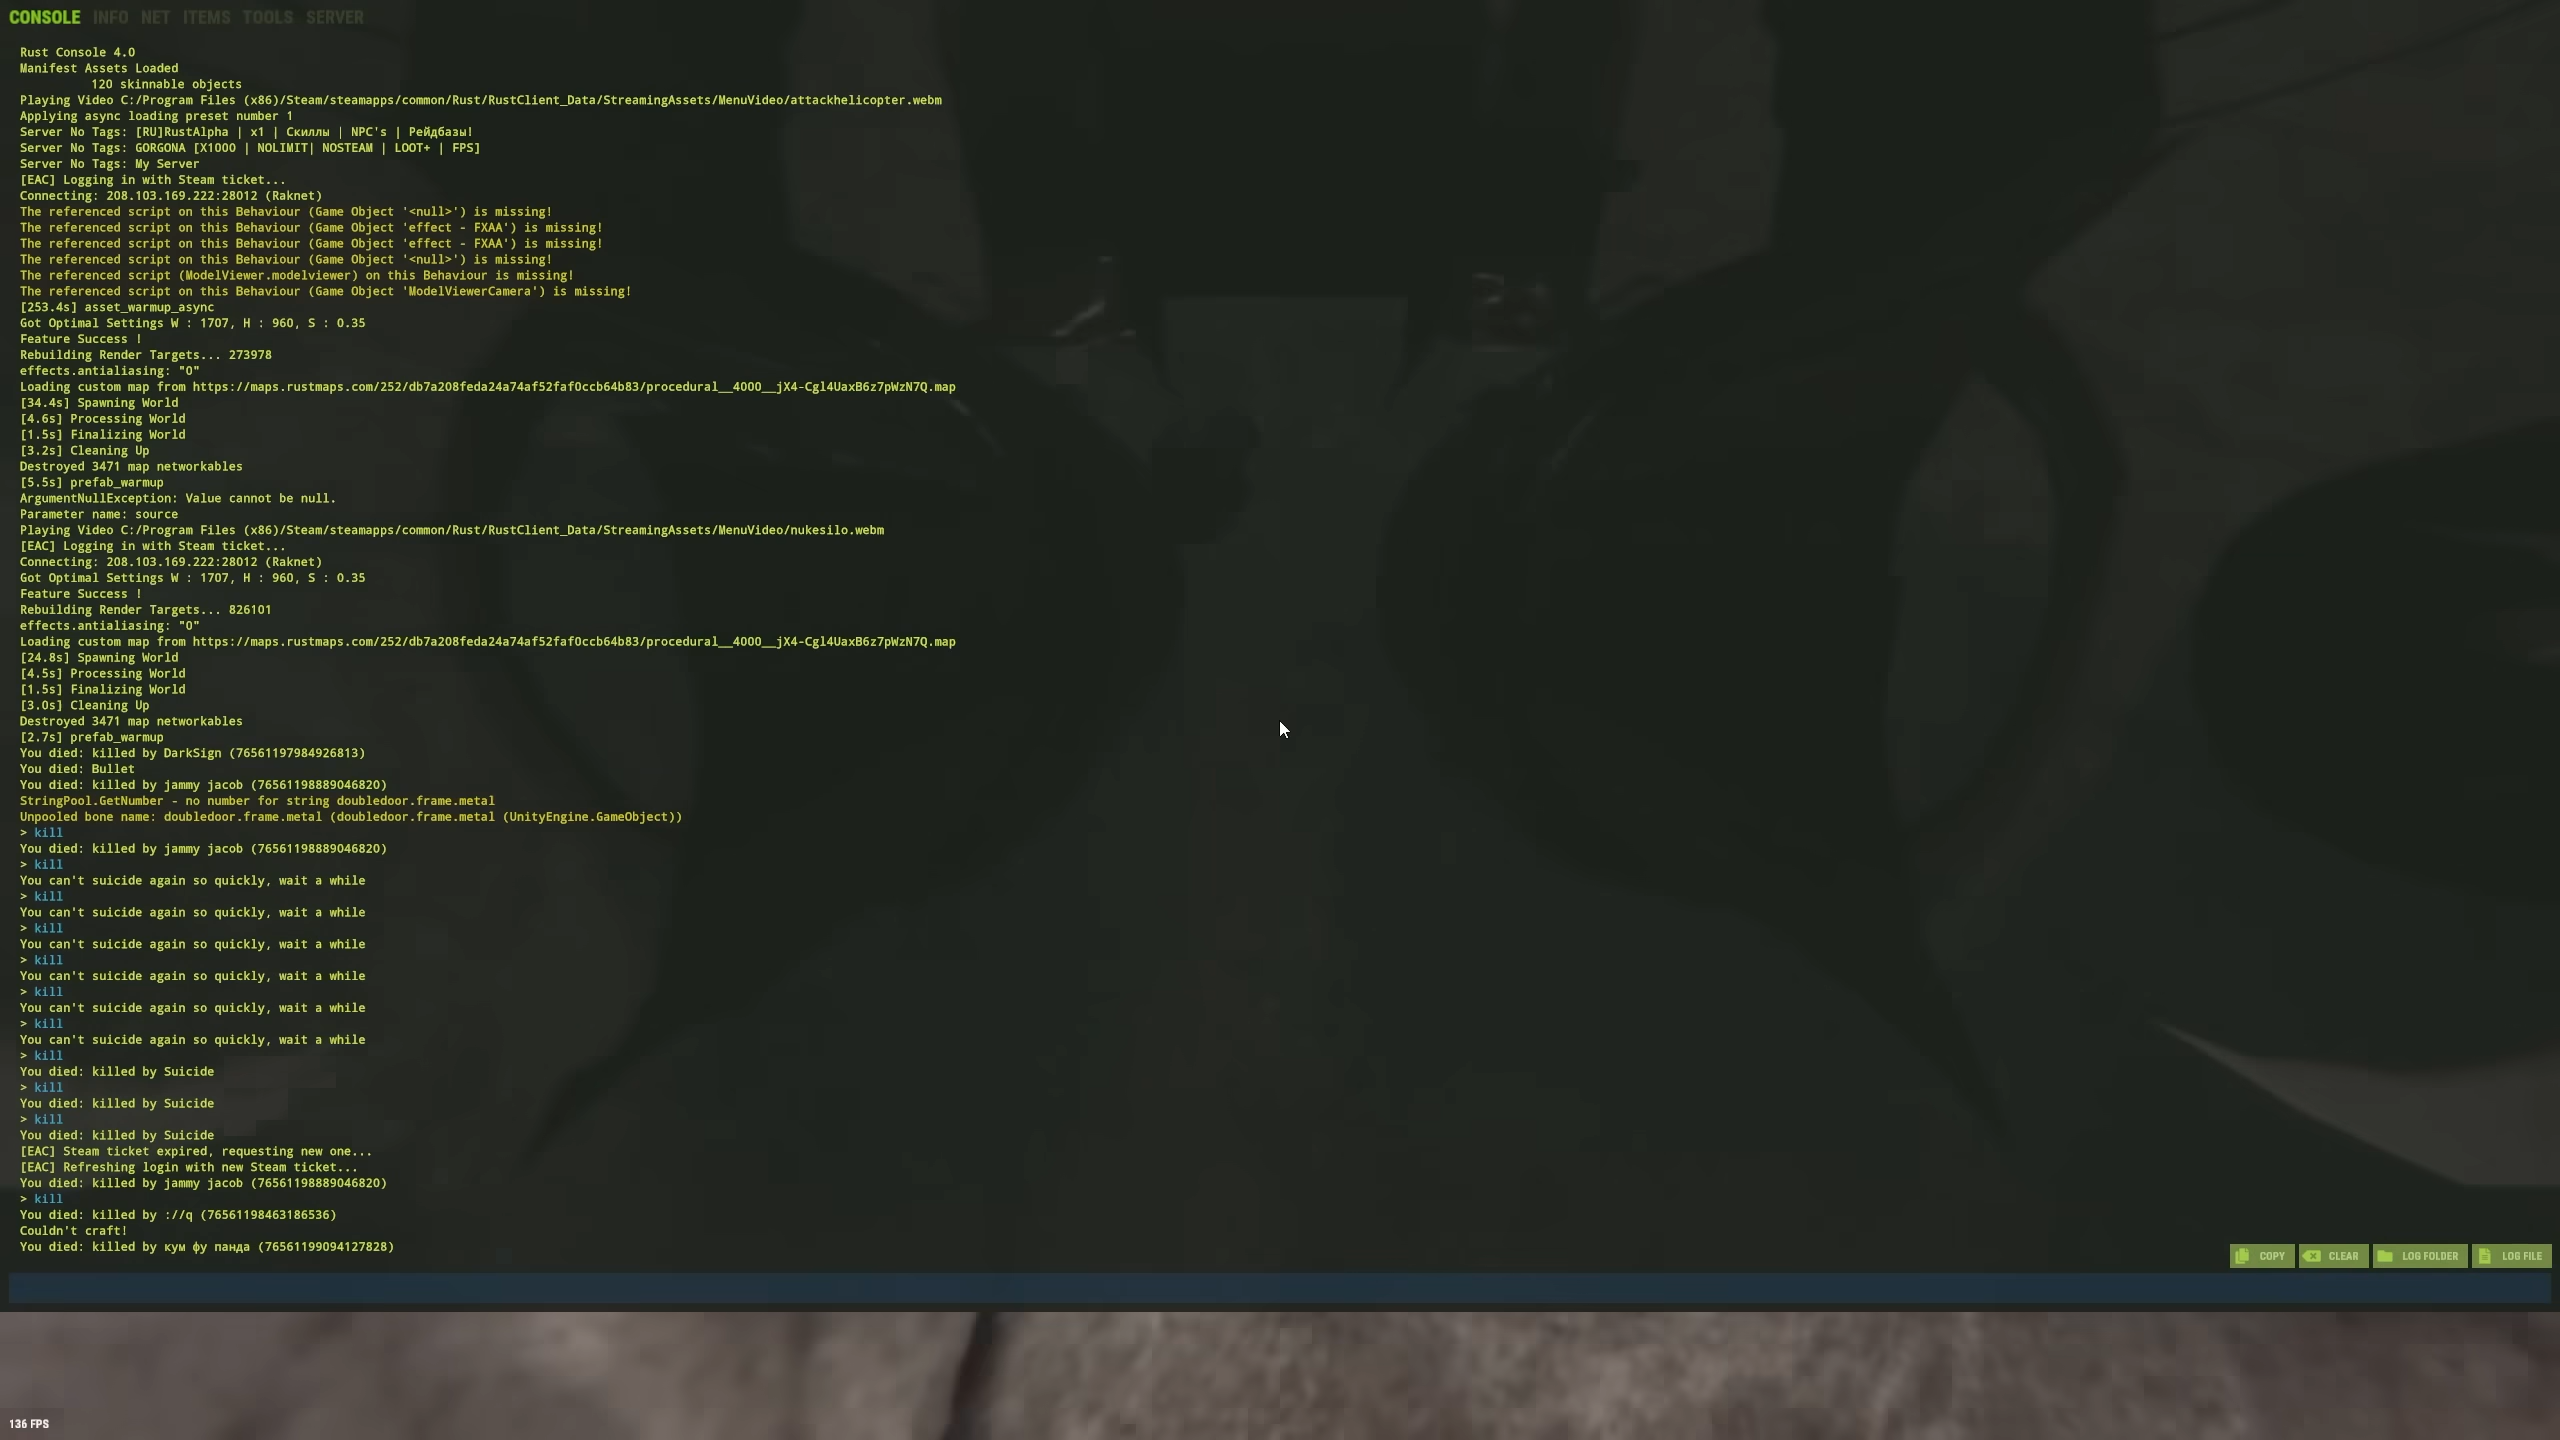 CONSOLE INFO NET ITEMS TOOLS SERVER
Rust Console 4.0
Manifest Assets Loaded
120 skinnable objects
Playing Video C:/Program Files (x86)/Steam/steamapps/common/Rust/RustClient_Data/StreamingAssets/MenuVideo/attackhelicopter.webm
Applying async loading preset number 1
Server No Tags: [RU]RustAlpha | x1 | Скиллы | NPC's | Рейдбазы!
Server No Tags: GORGONA [X1000 | NOLIMIT| NOSTEAM | LOOT+ | FPS]
Server No Tags: My Server
[EAC] Logging in with Steam ticket...
Connecting: 208.103.169.222:28012 (Raknet)
The referenced script on this Behaviour (Game Object '<null>') is missing!
The referenced script on this Behaviour (Game Object 'effect - FXAA') is missing!
The referenced script on this Behaviour (Game Object 'effect - FXAA') is missing!
The referenced script on this Behaviour (Game Object '<null>') is missing!
The referenced script (ModelViewer.modelviewer) on this Behaviour is missing!
The referenced script on this Behaviour (Game Object 'ModelViewerCamera') is missing!
[253.4s] asset_warmup_async
Got Optimal Settings W : 1707, H : 960, S : 0.35
Feature Success !
Rebuilding Render Targets... 273978
effects.antialiasing: "0"
Loading custom map from https://maps.rustmaps.com/252/db7a208feda24a74af52faf0ccb64b83/procedural__4000__jX4-Cgl4UaxB6z7pWzN7Q.map
[34.4s] Spawning World
[4.6s] Processing World
[1.5s] Finalizing World
[3.2s] Cleaning Up
Destroyed 3471 map networkables
[5.5s] prefab_warmup
ArgumentNullException: Value cannot be null.
Parameter name: source
Playing Video C:/Program Files (x86)/Steam/steamapps/common/Rust/RustClient_Data/StreamingAssets/MenuVideo/nukesilo.webm
[EAC] Logging in with Steam ticket...
Connecting: 208.103.169.222:28012 (Raknet)
Got Optimal Settings W : 1707, H : 960, S : 0.35
Feature Success !
Rebuilding Render Targets... 826101
effects.antialiasing: "0"
Loading custom map from https://maps.rustmaps.com/252/db7a208feda24a74af52faf0ccb64b83/procedural__4000__jX4-Cgl4UaxB6z7pWzN7Q.map
[24.8s] Spawning World
[4.5s] Processing World
[1.5s] Finalizing World
[3.0s] Cleaning Up
Destroyed 3471 map networkables
[2.7s] prefab_warmup
You died: killed by DarkSign (76561197984926813)
You died: Bullet
You died: killed by jammy jacob (76561198889046820)
StringPool.GetNumber - no number for string doubledoor.frame.metal
Unpooled bone name: doubledoor.frame.metal (doubledoor.frame.metal (UnityEngine.GameObject))
> kill
You died: killed by jammy jacob (76561198889046820)
> kill
You can't suicide again so quickly, wait a while
> kill
You can't suicide again so quickly, wait a while
> kill
You can't suicide again so quickly, wait a while
> kill
You can't suicide again so quickly, wait a while
> kill
You can't suicide again so quickly, wait a while
> kill
You can't suicide again so quickly, wait a while
> kill
You died: killed by Suicide
> kill
You died: killed by Suicide
> kill
You died: killed by Suicide
[EAC] Steam ticket expired, requesting new one...
[EAC] Refreshing login with new Steam ticket...
You died: killed by jammy jacob (76561198889046820)
> kill
You died: killed by ://q (76561198463186536)
Couldn't craft!
You died: killed by кум фу панда (76561199094127828)
COPY CLEAR LOG FOLDER LOG FILE
136 FPS